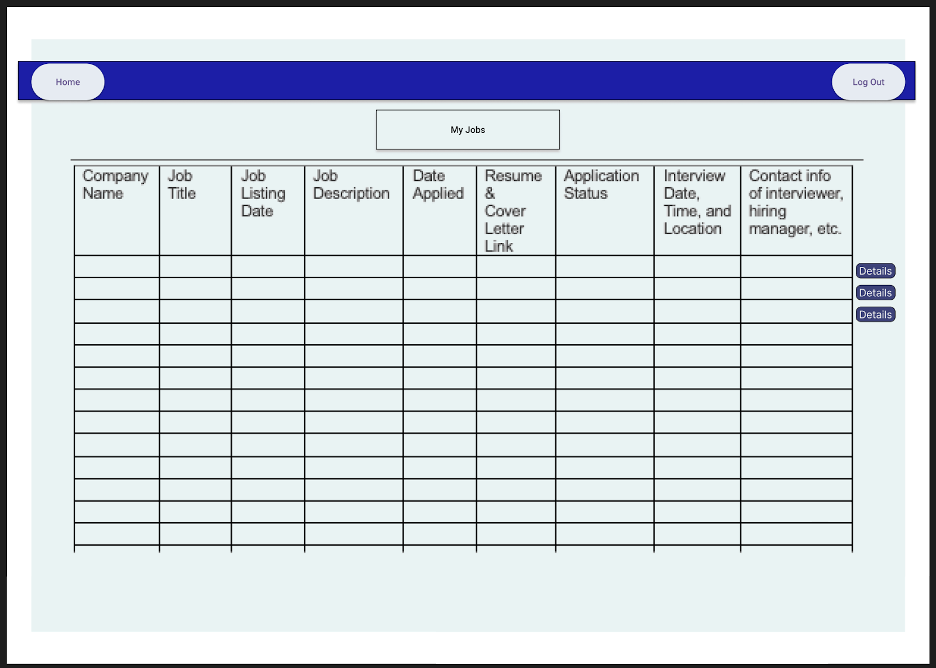 Home
Log Out
My Jobs
Company
Name
Job
Title
Job
Listing
Date
Job
Description
Date
Applied
Resume
&
Cover
Letter
Link
Application
Status
Interview
Date,
Time, and
Location
Contact info
of interviewer,
hiring
manager, etc.
Details
Details
Details